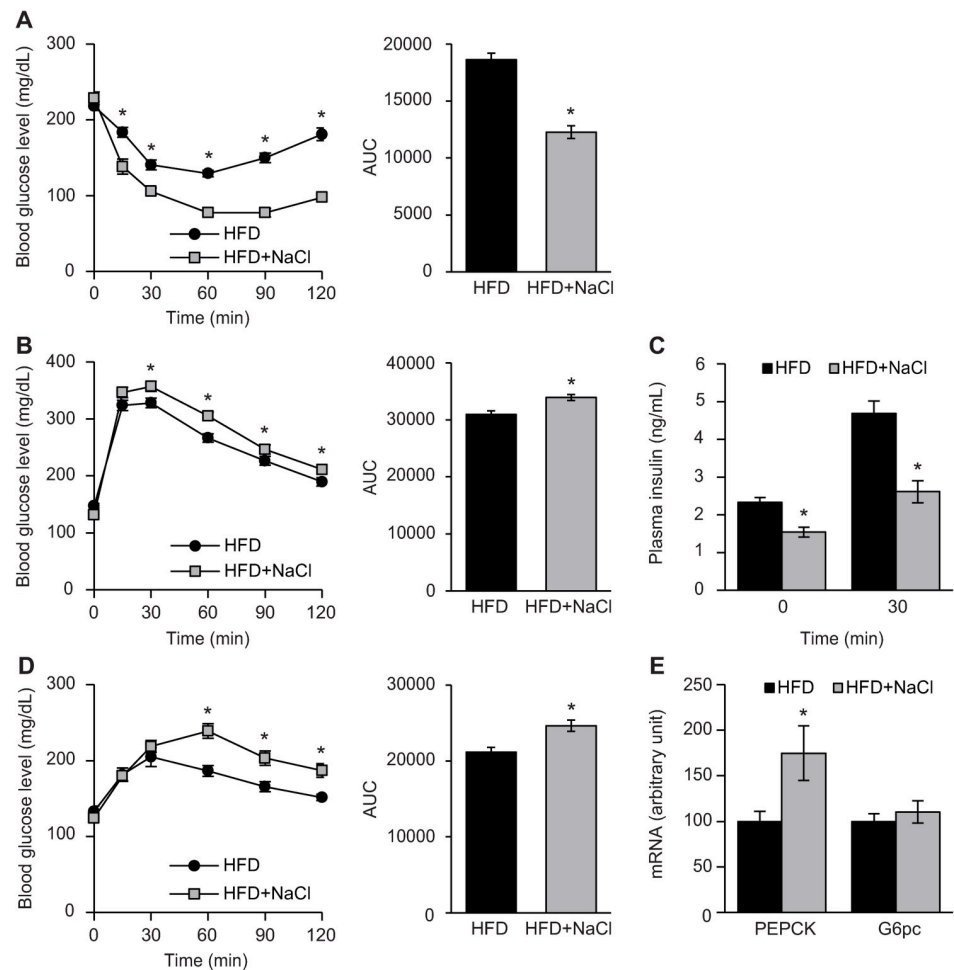 A
Blood glucose level (mg/dL)
300
200
100
0
HFD
HFD+NaCl
* * * * * *
0 30 60 90 120
Time (min)
AUC
20000
15000
10000
5000
0
*
HFD HFD+NaCl
B
Blood glucose level (mg/dL)
400
300
200
100
0
* * * *
HFD
HFD+NaCl
0 30 60 90 120
Time (min)
AUC
40000
30000
20000
10000
0
*
HFD HFD+NaCl
C
HFD HFD+NaCl
Plasma insulin (ng/mL)
6
5
4
3
2
1
0
* *
0 30
Time (min)
D
Blood glucose level (mg/dL)
300
200
100
0
* * *
HFD
HFD+NaCl
0 30 60 90 120
Time (min)
AUC
30000
20000
10000
0
*
HFD HFD+NaCl
E
HFD HFD+NaCl
mRNA (arbitrary unit)
250
200
150
100
50
0
*
PEPCK G6pc